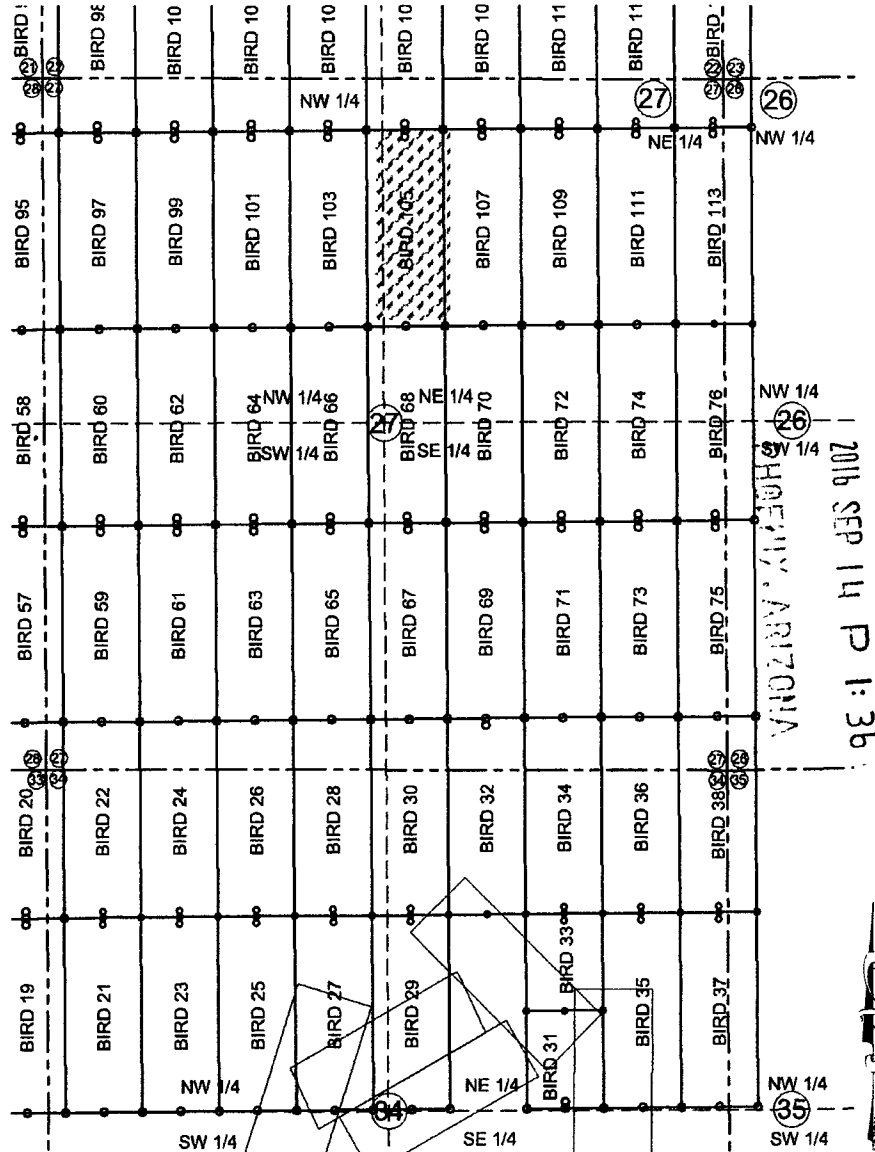 BIRD 98
BIRD 10
BIRD 10
BIRD 10
BIRD 10
BIRD 10
BIRD 11
BIRD 11
BIRD
21 22
28 27
22 23
27 26
NW 1/4
27
26
NE 1/4
NW 1/4
BIRD 95
BIRD 97
BIRD 99
BIRD 101
BIRD 103
BIRD 105
BIRD 107
BIRD 109
BIRD 111
BIRD 113
BIRD 58
BIRD 60
BIRD 62
BIRD 64
BIRD 66
BIRD 68
BIRD 70
BIRD 72
BIRD 74
BIRD 76
NW 1/4
NE 1/4
NW 1/4
27
26
SW 1/4
SE 1/4
SW 1/4
2016 SEP 14 P 1:36
PHOENIX, ARIZONA
BIRD 57
BIRD 59
BIRD 61
BIRD 63
BIRD 65
BIRD 67
BIRD 69
BIRD 71
BIRD 73
BIRD 75
28 27
33 34
27 26
34 35
BIRD 20
BIRD 22
BIRD 24
BIRD 26
BIRD 28
BIRD 30
BIRD 32
BIRD 34
BIRD 36
BIRD 38
BIRD 19
BIRD 21
BIRD 23
BIRD 25
BIRD 27
BIRD 29
BIRD 33
BIRD 31
BIRD 35
BIRD 37
NW 1/4
NE 1/4
NW 1/4
34
35
SW 1/4
SE 1/4
SW 1/4